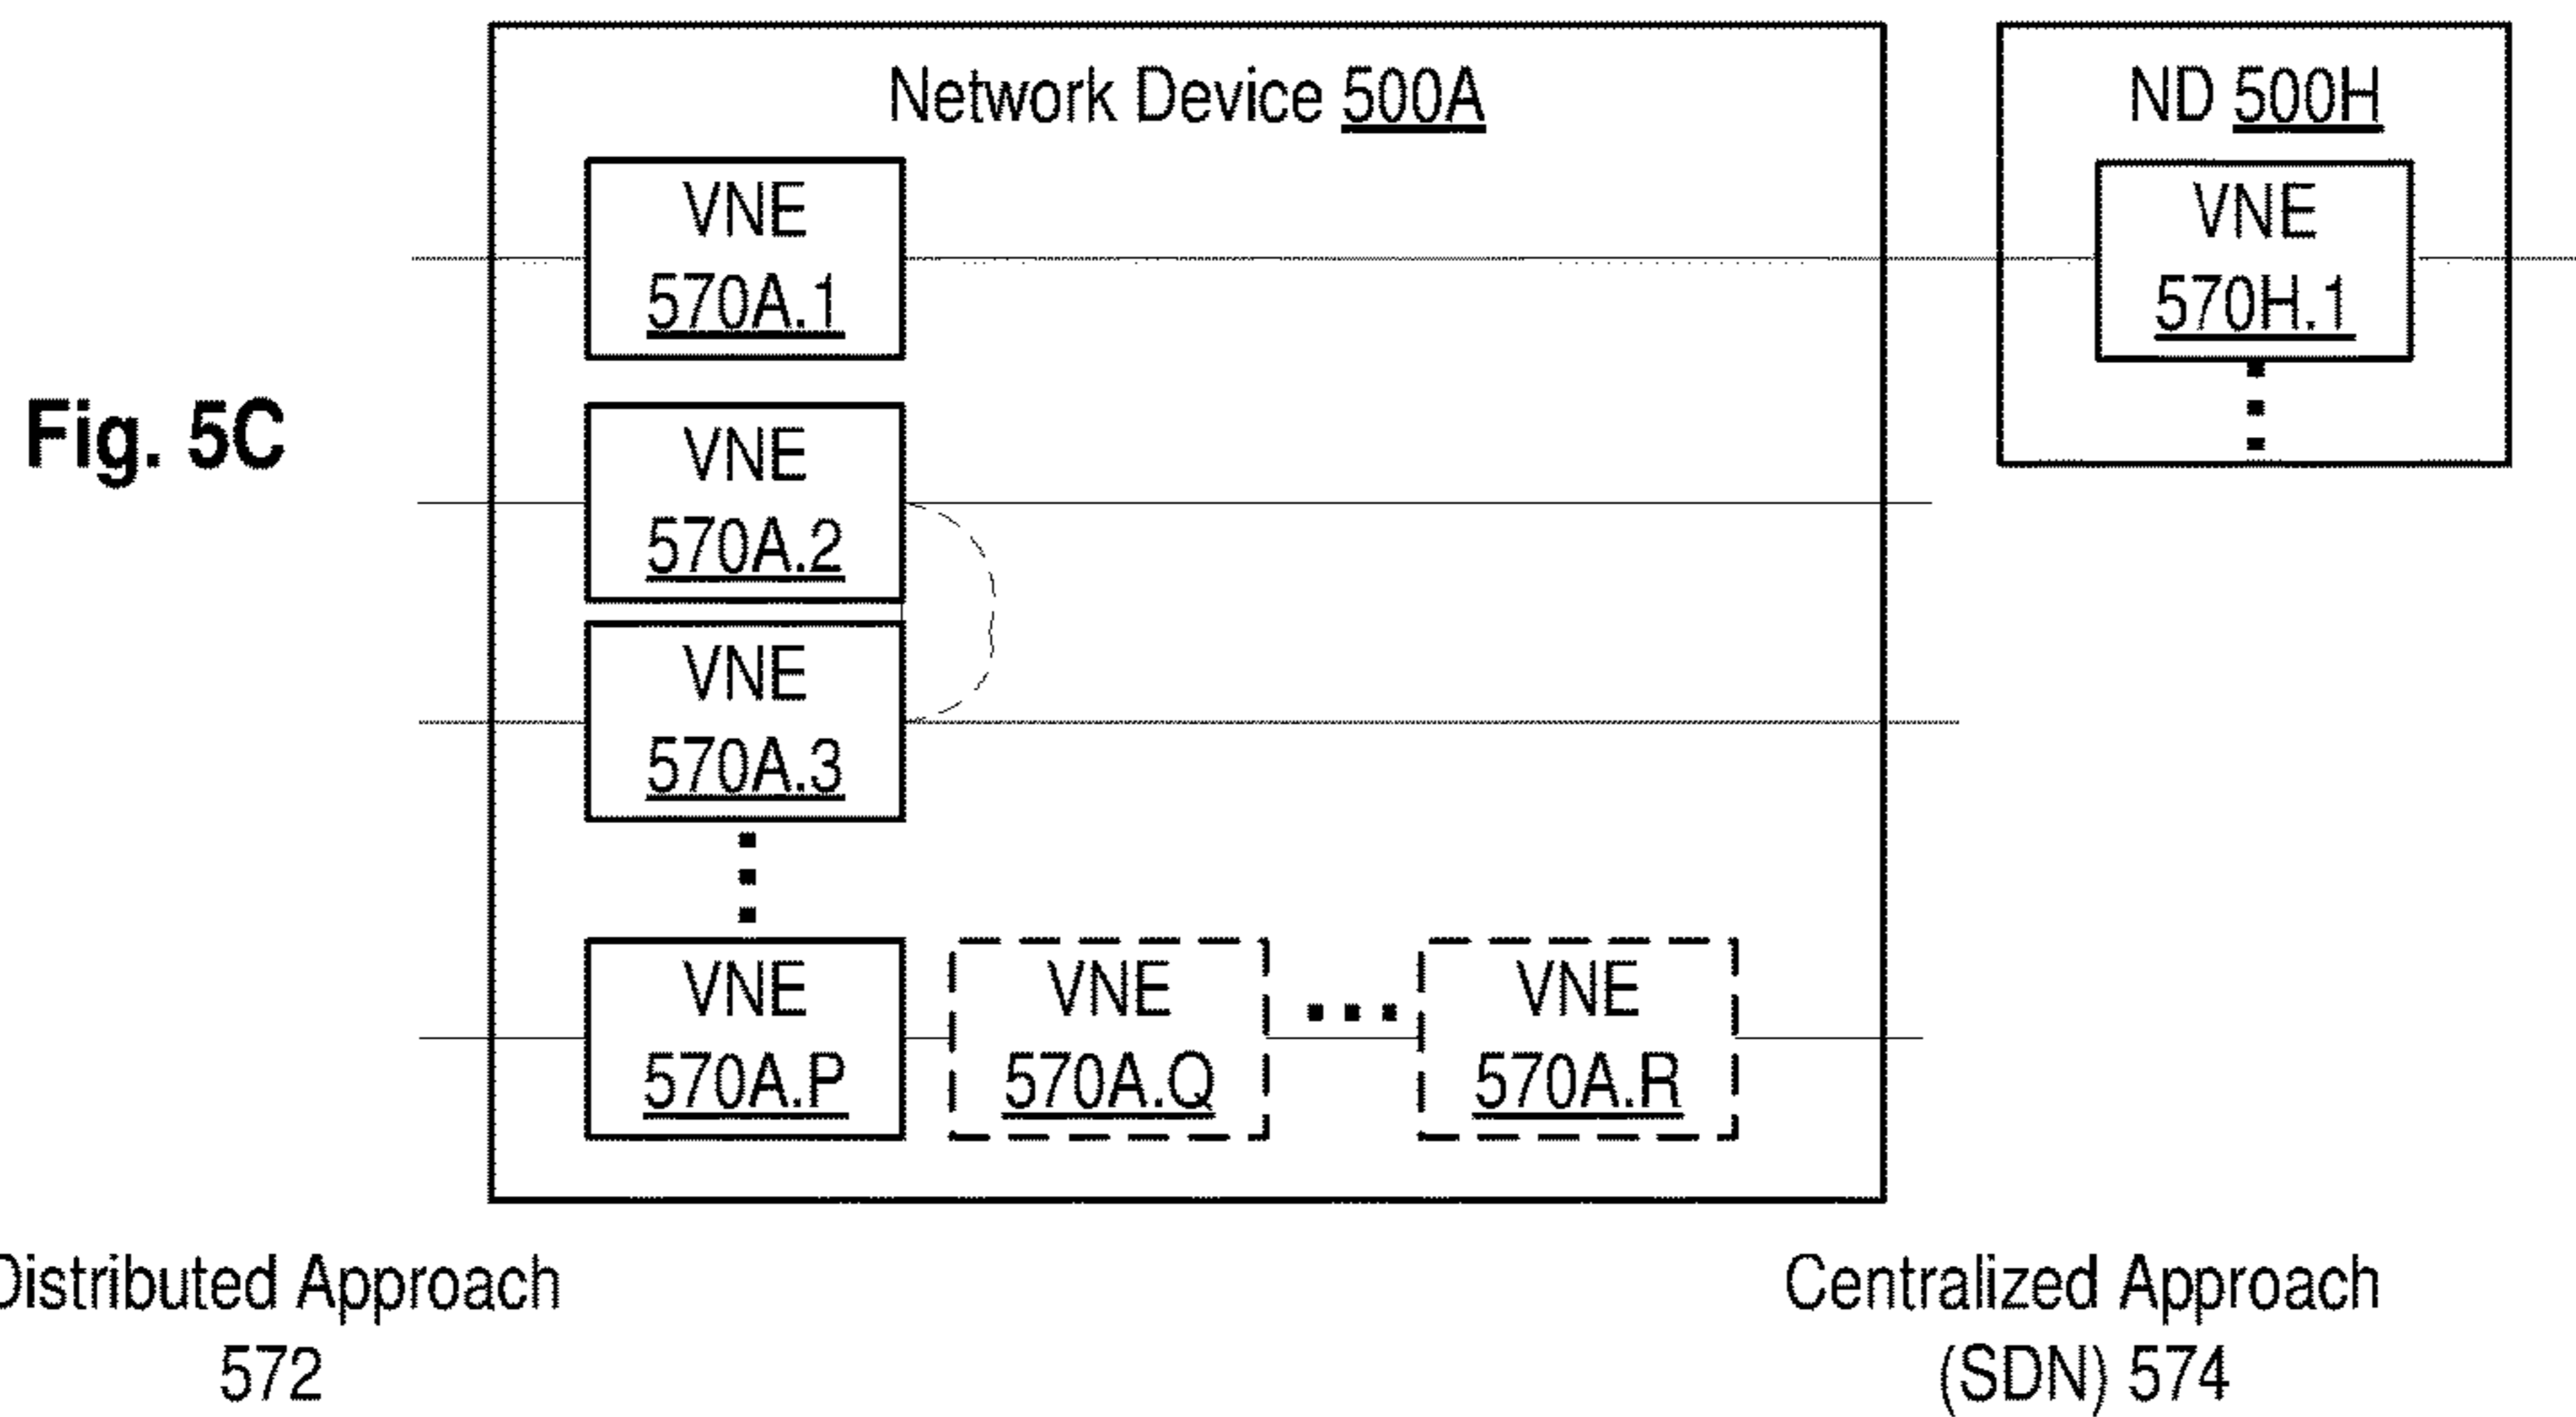 Network Device 500A
ND 500H
VNE
570A.1
VNE
570H.1
Fig. 5C
VNE
570A.2
VNE
570A.3
VNE
570A.P
VNE
570A.Q
VNE
570A.R
Distributed Approach
572
Centralized Approach
(SDN) 574